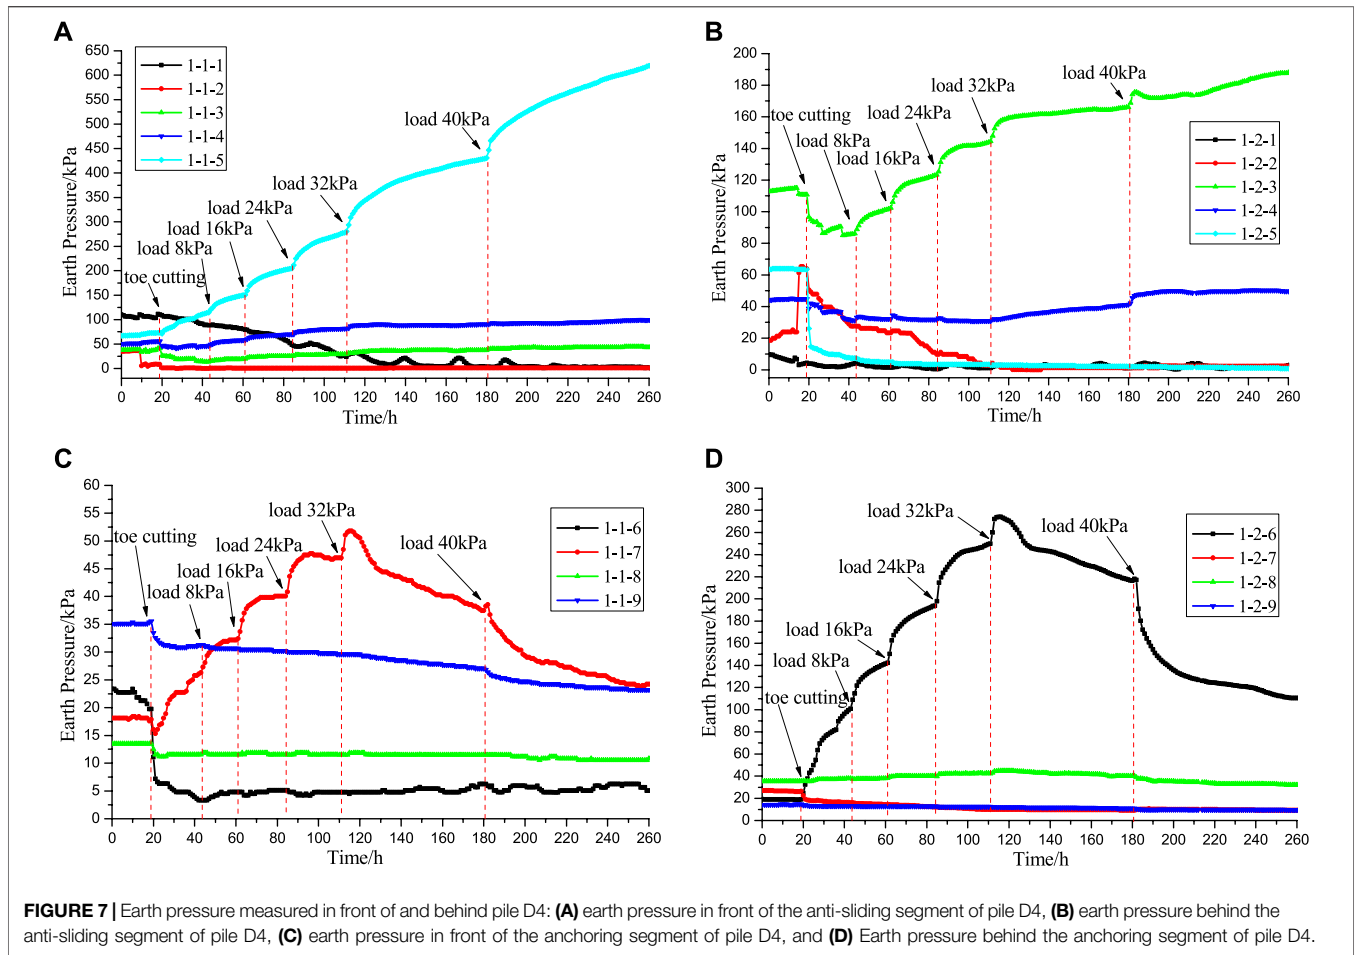 A
650
600
550
500
450
400
350
300
250
200
150
100
50
0
Earth Pressure/kPa
1-1-1
1-1-2
1-1-3
1-1-4
1-1-5
load 40kPa
load 32kPa
load 24kPa
load 16kPa
load 8kPa
toe cutting
0 20 40 60 80 100 120 140 160 180 200 220 240 260
Time/h
B
200
180
160
140
120
100
80
60
40
20
0
Earth Pressure/kPa
load 40kPa
load 32kPa
load 24kPa
toe cutting
load 8kPa
load 16kPa
1-2-1
1-2-2
1-2-3
1-2-4
1-2-5
0 20 40 60 80 100 120 140 160 180 200 220 240 260
Time/h
C
60
55
50
45
40
35
30
25
20
15
10
5
0
Earth Pressure/kPa
1-1-6
1-1-7
1-1-8
1-1-9
load 32kPa
toe cutting
load 24kPa
load 40kPa
load 16kPa
load 8kPa
0 20 40 60 80 100 120 140 160 180 200 220 240 260
Time/h
D
300
280
260
240
220
200
180
160
140
120
100
80
60
40
20
0
Earth Pressure/kPa
load 32kPa
load 40kPa
load 24kPa
load 16kPa
load 8kPa
toe cutting
1-2-6
1-2-7
1-2-8
1-2-9
0 20 40 60 80 100 120 140 160 180 200 220 240 260
Time/h
FIGURE 7 | Earth pressure measured in front of and behind pile D4: (A) earth pressure in front of the anti-sliding segment of pile D4, (B) earth pressure behind the
anti-sliding segment of pile D4, (C) earth pressure in front of the anchoring segment of pile D4, and (D) Earth pressure behind the anchoring segment of pile D4.